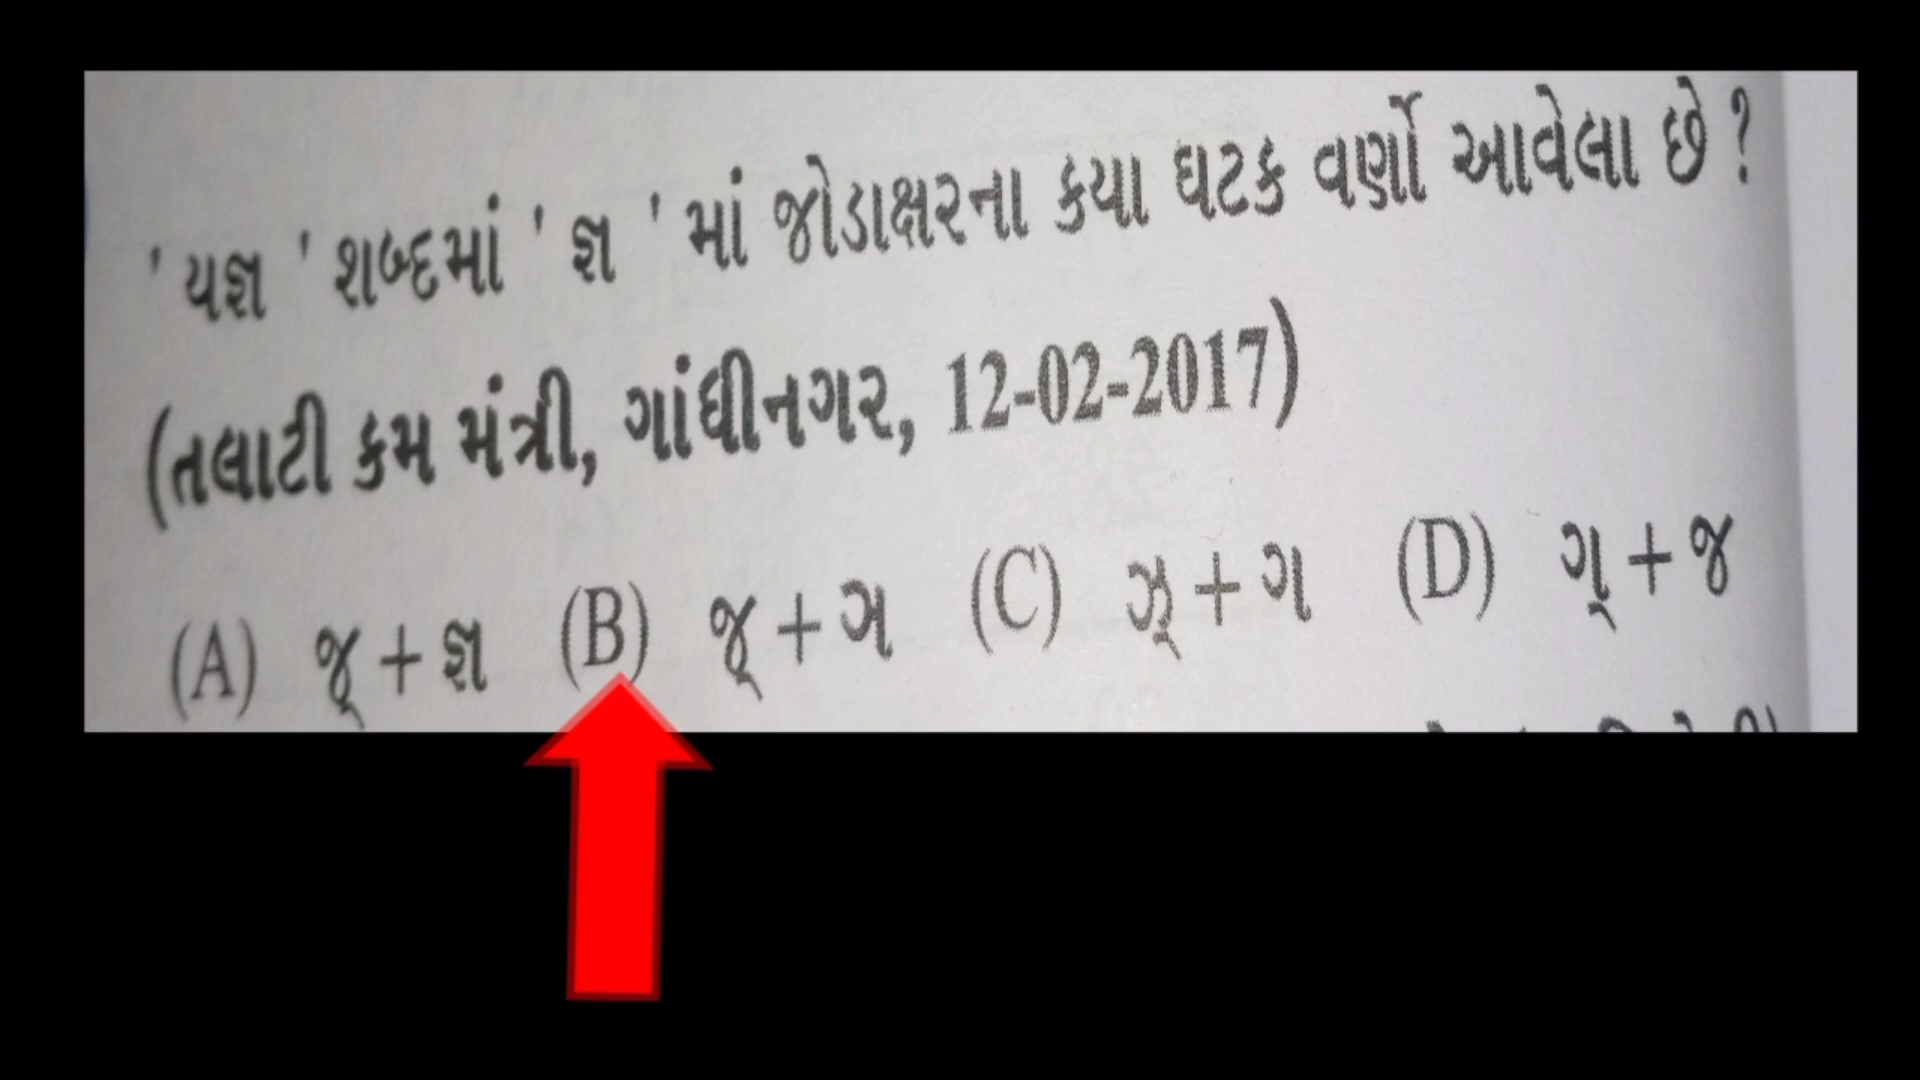 ' યજ્ઞ ' શબ્દમાં ' જ્ઞ ' માં જોડાક્ષરના કયા ઘટક વર્ણો આવેલા છે ?
(તલાટી કમ મંત્રી, ગાંધીનગર, 12-02-2017)
(A) જ્ + જ્ઞ (B) જ્ + ઞ (C) ઝ્ + ગ (D) ગ્ + જ